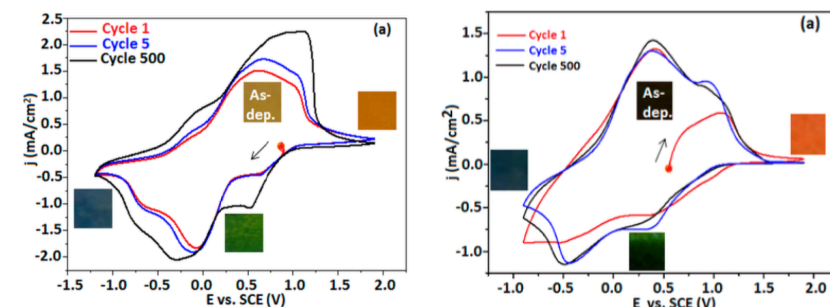 (a)
Cycle 1
Cycle 5
Cycle 500
As-
dep.
j (mA/cm²)
2.5
2.0
1.5
1.0
0.5
0.0
-0.5
-1.0
-1.5
-2.0
-1.5 -1.0 -0.5 0.0 0.5 1.0 1.5 2.0
E vs. SCE (V)
(a)
Cycle 1
Cycle 5
Cycle 500
As-
dep.
j (mA/cm²)
1.5
1.0
0.5
0.0
-0.5
-1.0
-1.0 -0.5 0.0 0.5 1.0 1.5 2.0
E vs. SCE (V)